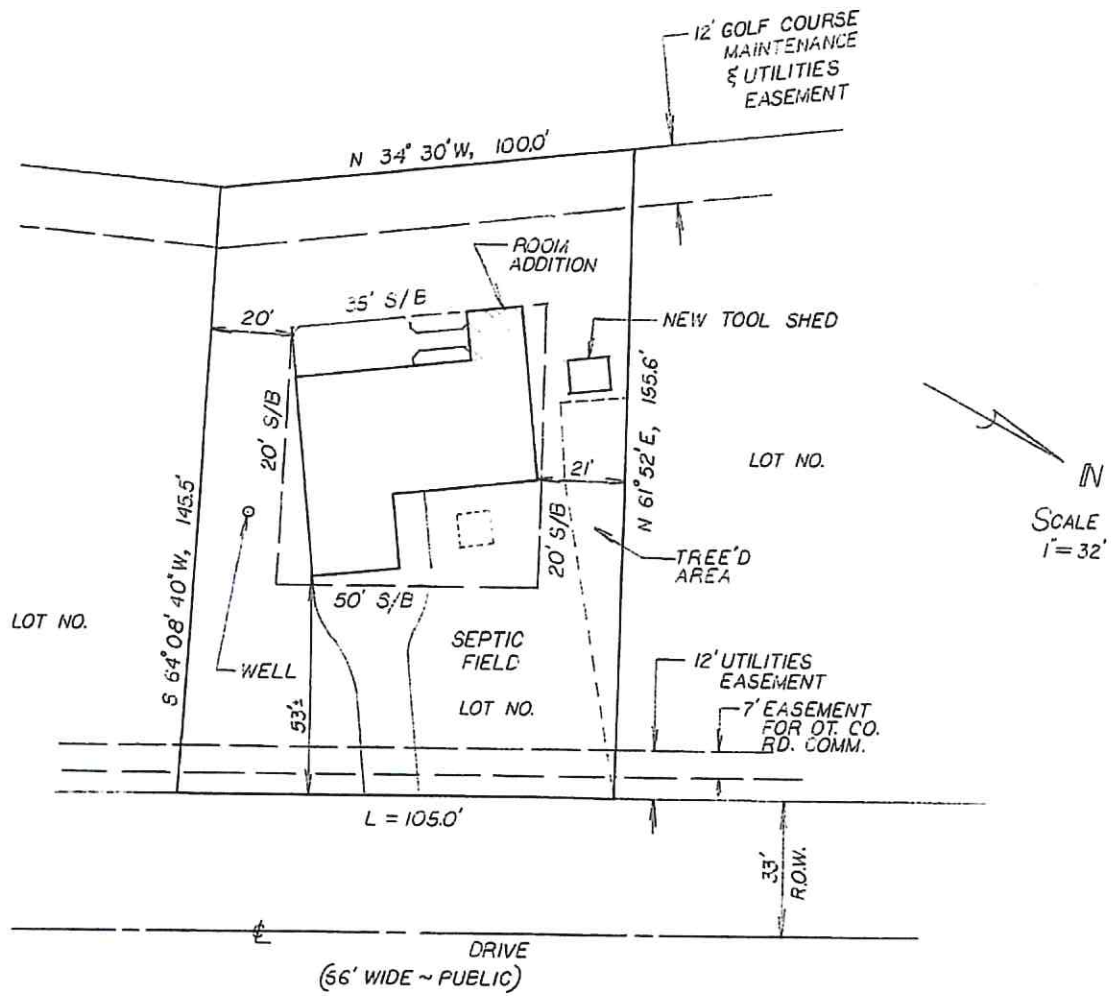 12' GOLF COURSE
MAINTENANCE
& UTILITIES
EASEMENT
N 34° 30' W, 100.0'
ROOM
ADDITION
35' S/B
20'
NEW TOOL SHED
20' S/B
N 61° 52' E, 155.6'
LOT NO.
21'
N
SCALE
1" = 32'
S 64° 08' 40" W, 145.5'
20' S/B
TREE'D
AREA
50' S/B
LOT NO.
WELL
SEPTIC
FIELD
12' UTILITIES
EASEMENT
LOT NO.
53'±
7' EASEMENT
FOR OT. CO.
RD. COMM.
L = 105.0'
33'
R.O.W.
℄
DRIVE
(66' WIDE ~ PUBLIC)